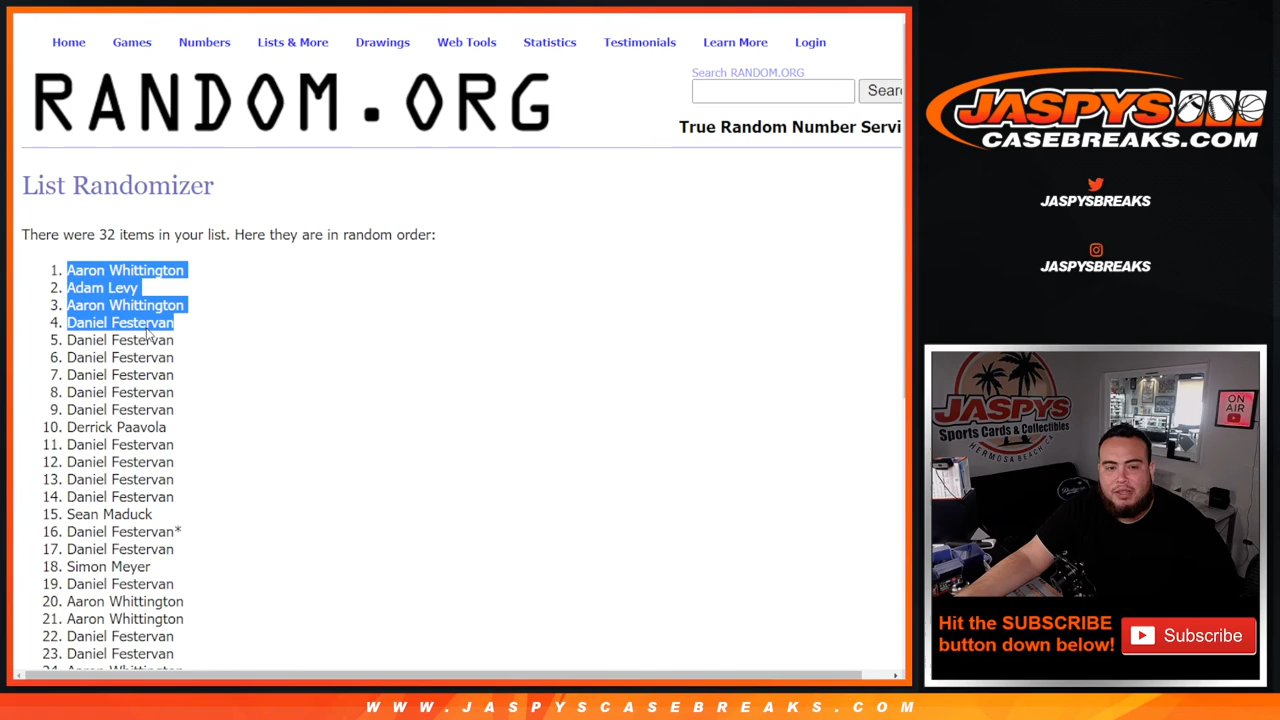 Home Games Numbers Lists & More Drawings Web Tools Statistics Testimonials Learn More Login
Search RANDOM.ORG
RANDOM.ORG
True Random Number Servi
List Randomizer
There were 32 items in your list. Here they are in random order:
1. Aaron Whittington
2. Adam Levy
3. Aaron Whittington
4. Daniel Festervan
5. Daniel Festervan
6. Daniel Festervan
7. Daniel Festervan
8. Daniel Festervan
9. Daniel Festervan
10. Derrick Paavola
11. Daniel Festervan
12. Daniel Festervan
13. Daniel Festervan
14. Daniel Festervan
15. Sean Maduck
16. Daniel Festervan*
17. Daniel Festervan
18. Simon Meyer
19. Daniel Festervan
20. Aaron Whittington
21. Aaron Whittington
22. Daniel Festervan
23. Daniel Festervan
24. Aaron Whittington
JASPYS
CASEBREAKS.COM
JASPYSBREAKS
JASPYSBREAKS
JASPYS
Sports Cards & Collectibles
HERMOSA BEACH CA
ON AIR
Hit the SUBSCRIBE
button down below!
Subscribe
WWW.JASPYSCASEBREAKS.COM